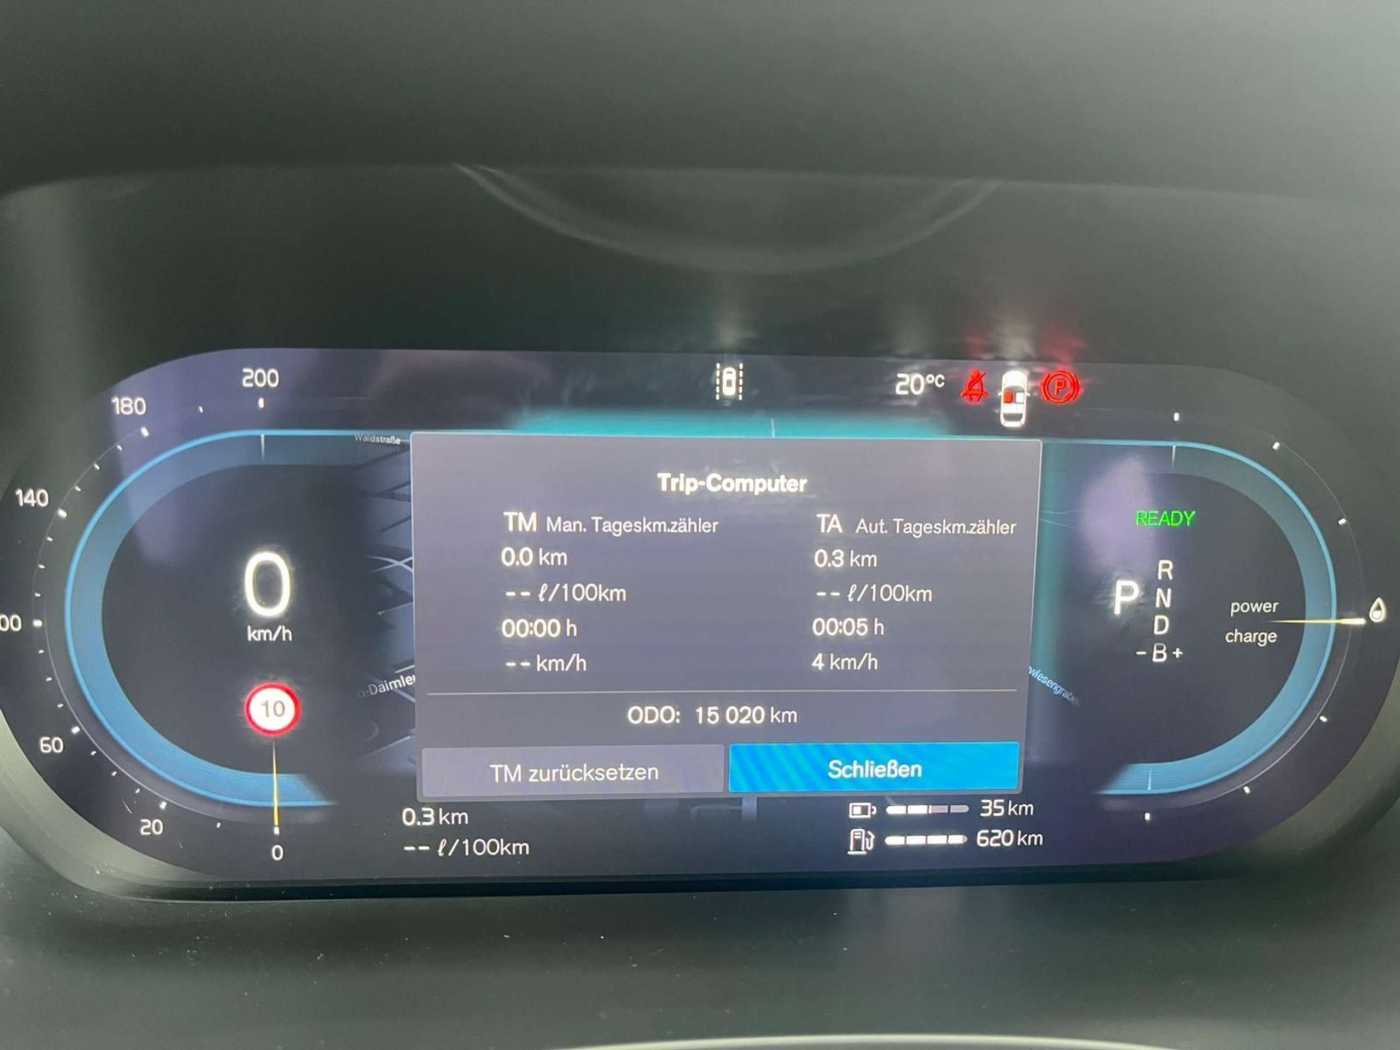 200
180
140
60
20
0
20°C
P
Waldstraße
0
km/h
10
Trip-Computer
TM Man. Tageskm.zähler
0.0 km
-- ℓ/100km
00:00 h
-- km/h
TA Aut. Tageskm.zähler
0.3 km
-- ℓ/100km
00:05 h
4 km/h
ODO: 15 020 km
TM zurücksetzen
Schließen
READY
P
R
N
D
- B +
power
charge
0.3 km
-- ℓ/100km
35 km
620 km